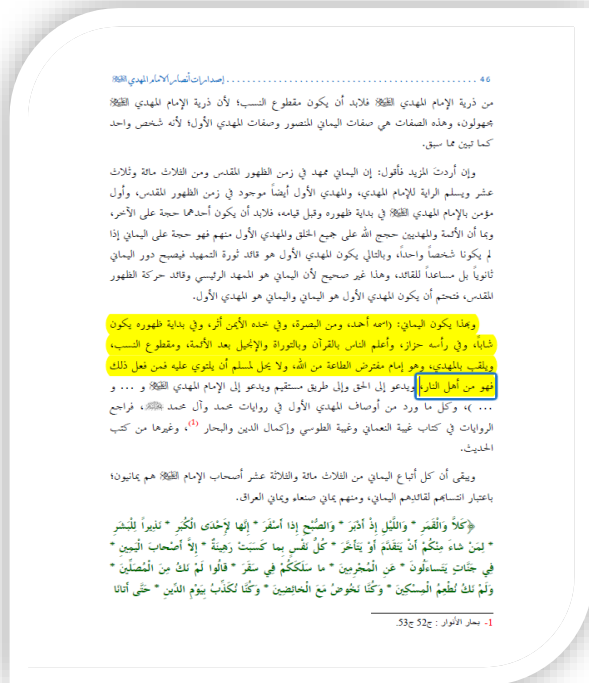 46 . . . . . . . . . . . . . . . . . . . . . . . . . . . . . . . . إصدارات أنصار الإمام المهدي (ع)
من ذرية الإمام المهدي (ع) فلابد أن يكون مقطوع النسب؛ لأن ذرية الإمام المهدي (ع)
مجهولون، وهذه الصفات هي صفات اليماني المنصور وصفات المهدي الأول؛ لأنه شخص واحد
كما تبين مما سبق.
وإن أردت المزيد فأقول: إن اليماني ممهد في زمن الظهور المقدس ومن الثلاث مائة وثلاث
عشر ويسلم الراية للإمام المهدي، والمهدي الأول أيضاً موجود في زمن الظهور المقدس، وأول
مؤمن بالإمام المهدي (ع) في بداية ظهوره وقبل قيامه، فلابد أن يكون أحدهما حجة على الآخر،
وبما أن الأئمة والمهديين حجج الله على جميع الخلق والمهدي الأول منهم فهو حجة على اليماني إذا
لم يكونا شخصاً واحداً، وبالتالي يكون المهدي الأول هو قائد ثورة التمهيد فيصبح دور اليماني
ثانوياً بل مساعداً للقائد، وهذا غير صحيح لأن اليماني هو الممهد الرئيسي وقائد حركة الظهور
المقدس، فتحتم أن يكون المهدي الأول هو اليماني واليماني هو المهدي الأول.
وبهذا يكون اليماني: (اسمه أحمد، ومن البصرة، وفي خده الأيمن أثر، وفي بداية ظهوره يكون
شاباً، وفي رأسه حزاز، وأعلم الناس بالقرآن وبالتوراة والإنجيل بعد الأئمة، ومقطوع النسب،
ويلقب بالمهدي، وهو إمام مفترض الطاعة من الله، ولا يحل لمسلم أن يلتوي عليه فمن فعل ذلك
فهو من أهل النار، ويدعو إلى الحق وإلى طريق مستقيم ويدعو إلى الإمام المهدي (ع) و ... و
... )، وكل ما ورد من أوصاف المهدي الأول في روايات محمد وآل محمد (ع)، فراجع
الروايات في كتاب غيبة النعماني وغيبة الطوسي وإكمال الدين والبحار (1)، وغيرها من كتب
الحديث.
ويبقى أن كل أتباع اليماني من الثلاث مائة والثلاثة عشر أصحاب الإمام (ع) هم يمانيون؛
باعتبار انتسابهم لقائدهم اليماني، ومنهم يماني صنعاء ويماني العراق.
﴿كَلَّا وَالْقَمَرِ * وَاللَّيْلِ إِذْ أَدْبَرَ * وَالصُّبْحِ إِذَا أَسْفَرَ * إِنَّهَا لَإِحْدَى الْكُبَرِ * نَذِيراً لِلْبَشَرِ
* لِمَنْ شَاءَ مِنْكُمْ أَنْ يَتَقَدَّمَ أَوْ يَتَأَخَّرَ * كُلُّ نَفْسٍ بِمَا كَسَبَتْ رَهِينَةٌ * إِلَّا أَصْحَابَ الْيَمِينِ *
فِي جَنَّاتٍ يَتَسَاءَلُونَ * عَنِ الْمُجْرِمِينَ * مَا سَلَكَكُمْ فِي سَقَرَ * قَالُوا لَمْ نَكُ مِنَ الْمُصَلِّينَ *
وَلَمْ نَكُ نُطْعِمُ الْمِسْكِينَ * وَكُنَّا نَخُوضُ مَعَ الْخَائِضِينَ * وَكُنَّا نُكَذِّبُ بِيَوْمِ الدِّينِ * حَتَّى أَتَانَا
1- بحار الأنوار : ج52 ج53.